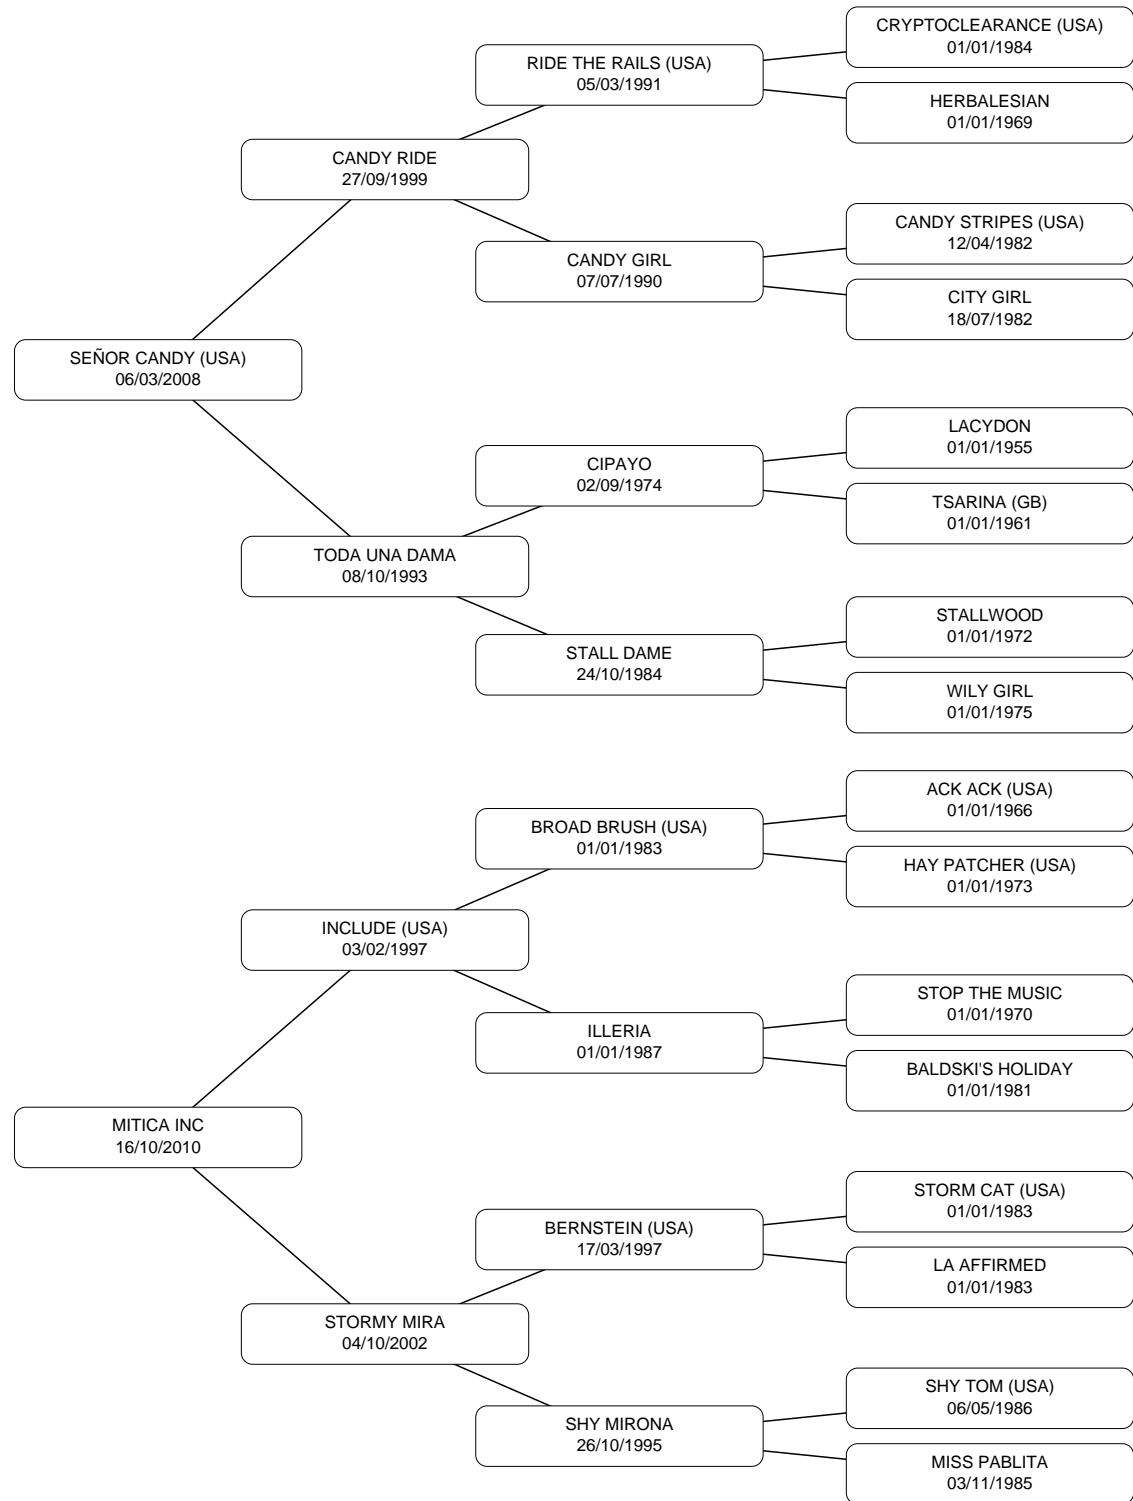 CRYPTOCLEARANCE (USA)
01/01/1984
RIDE THE RAILS (USA)
05/03/1991
HERBALESIAN
01/01/1969
CANDY RIDE
27/09/1999
CANDY STRIPES (USA)
12/04/1982
CANDY GIRL
07/07/1990
CITY GIRL
18/07/1982
SEÑOR CANDY (USA)
06/03/2008
LACYDON
01/01/1955
CIPAYO
02/09/1974
TSARINA (GB)
01/01/1961
TODA UNA DAMA
08/10/1993
STALLWOOD
01/01/1972
STALL DAME
24/10/1984
WILY GIRL
01/01/1975
ACK ACK (USA)
01/01/1966
BROAD BRUSH (USA)
01/01/1983
HAY PATCHER (USA)
01/01/1973
INCLUDE (USA)
03/02/1997
STOP THE MUSIC
01/01/1970
ILLERIA
01/01/1987
BALDSKI'S HOLIDAY
01/01/1981
MITICA INC
16/10/2010
STORM CAT (USA)
01/01/1983
BERNSTEIN (USA)
17/03/1997
LA AFFIRMED
01/01/1983
STORMY MIRA
04/10/2002
SHY TOM (USA)
06/05/1986
SHY MIRONA
26/10/1995
MISS PABLITA
03/11/1985